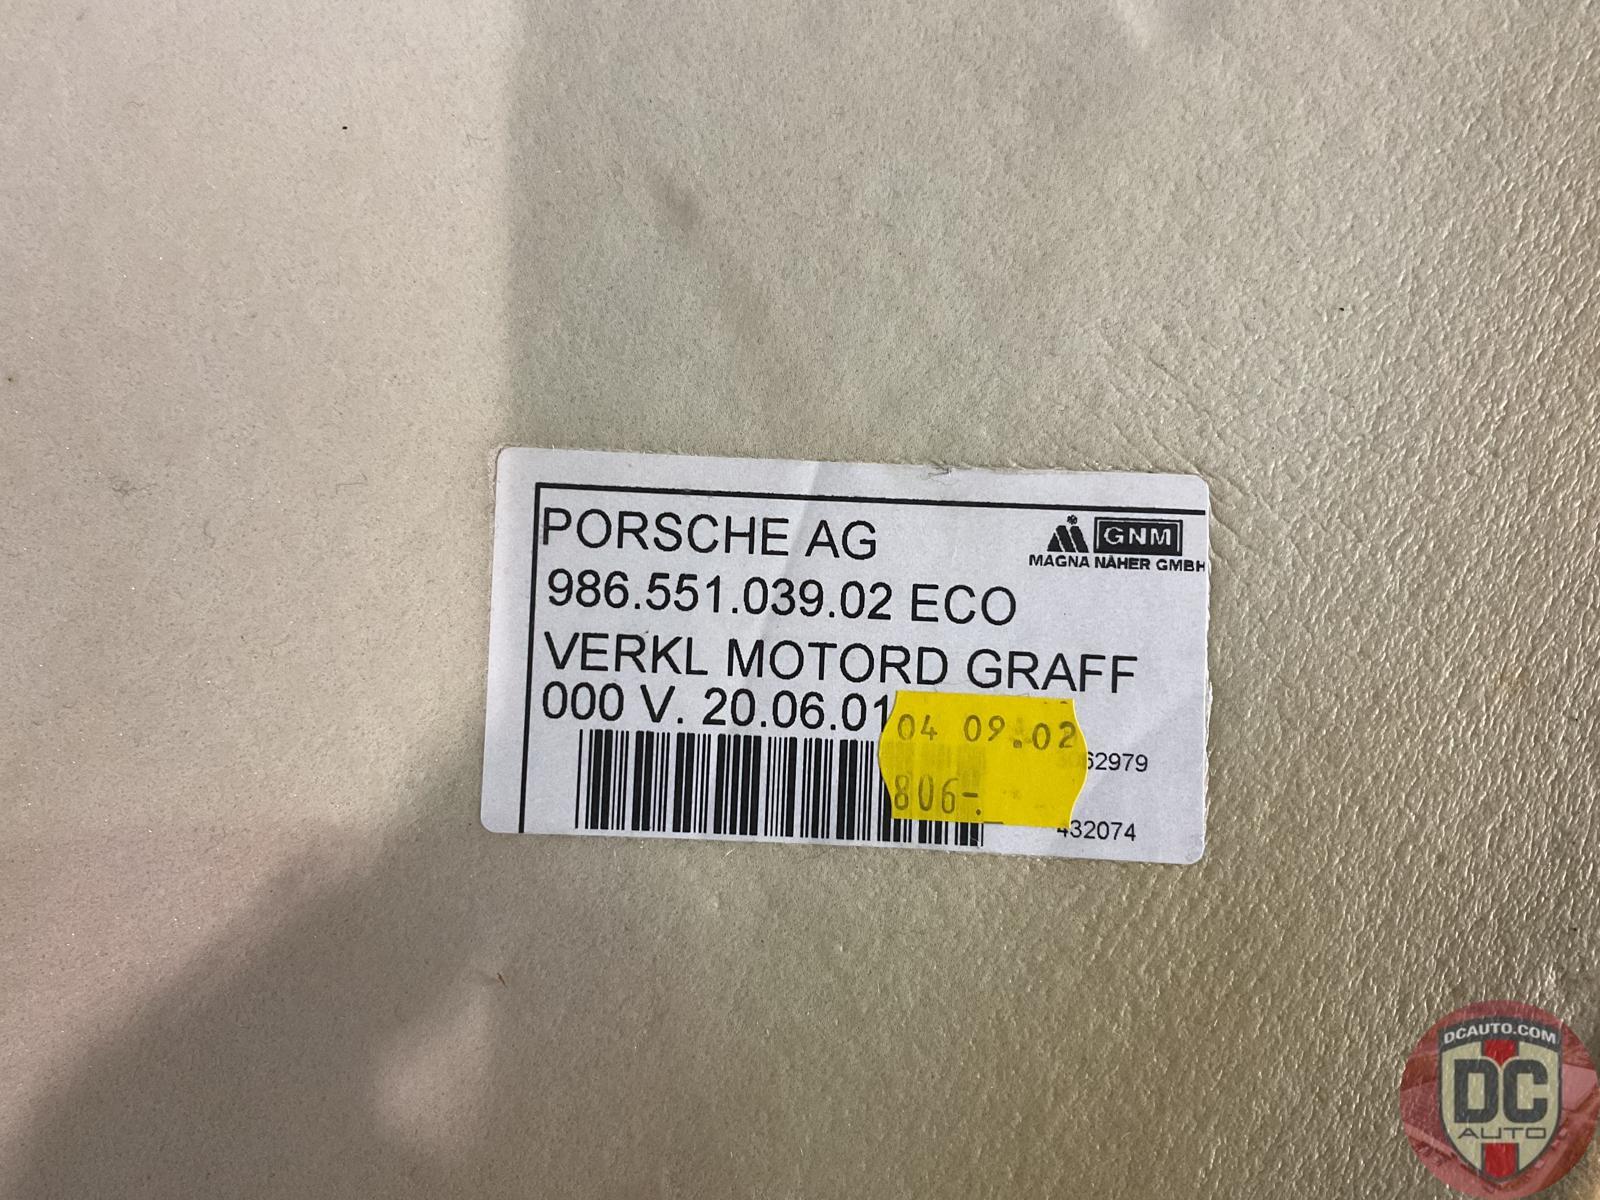 PORSCHE AG
GNM
MAGNA NÄHER GMBH
986.551.039.02 ECO
VERKL MOTORD GRAFF
000 V. 20.06.01
04 09.02
62979
806-.
432074
DCAUTO.COM
DC
AUTO